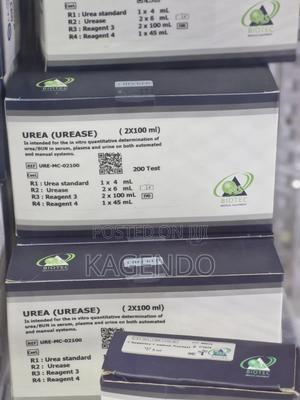 R1 : Urea standard 1 x 4 mL
R2 : Urease 2 x 6 mL
R3 : Reagent 3 2 x 100 mL
R4 : Reagent 4 1 x 45 mL
BIOTEC
CHECKED
UREA (UREASE) ( 2X100 ml)
Is intended for the in vitro quantitative determination of
urea/BUN in serum, plasma and urine on both automated
and manual systems.
REF URE-MC-02100
200 Test
R1 : Urea standard 1 x 4 mL
R2 : Urease 2 x 6 mL
R3 : Reagent 3 2 x 100 mL
R4 : Reagent 4 1 x 45 mL
BIOTEC
POSTED ON JIJI
KAGENDO
BIOTEC
UREA (UREASE) ( 2X100 ml)
Is intended for the in vitro quantitative determination of
urea/BUN in serum, plasma and urine on both automated
and manual systems.
REF URE-MC-02100
R1 : Urea standard
R2 : Urease
R3 : Reagent 3
R4 : Reagent 4